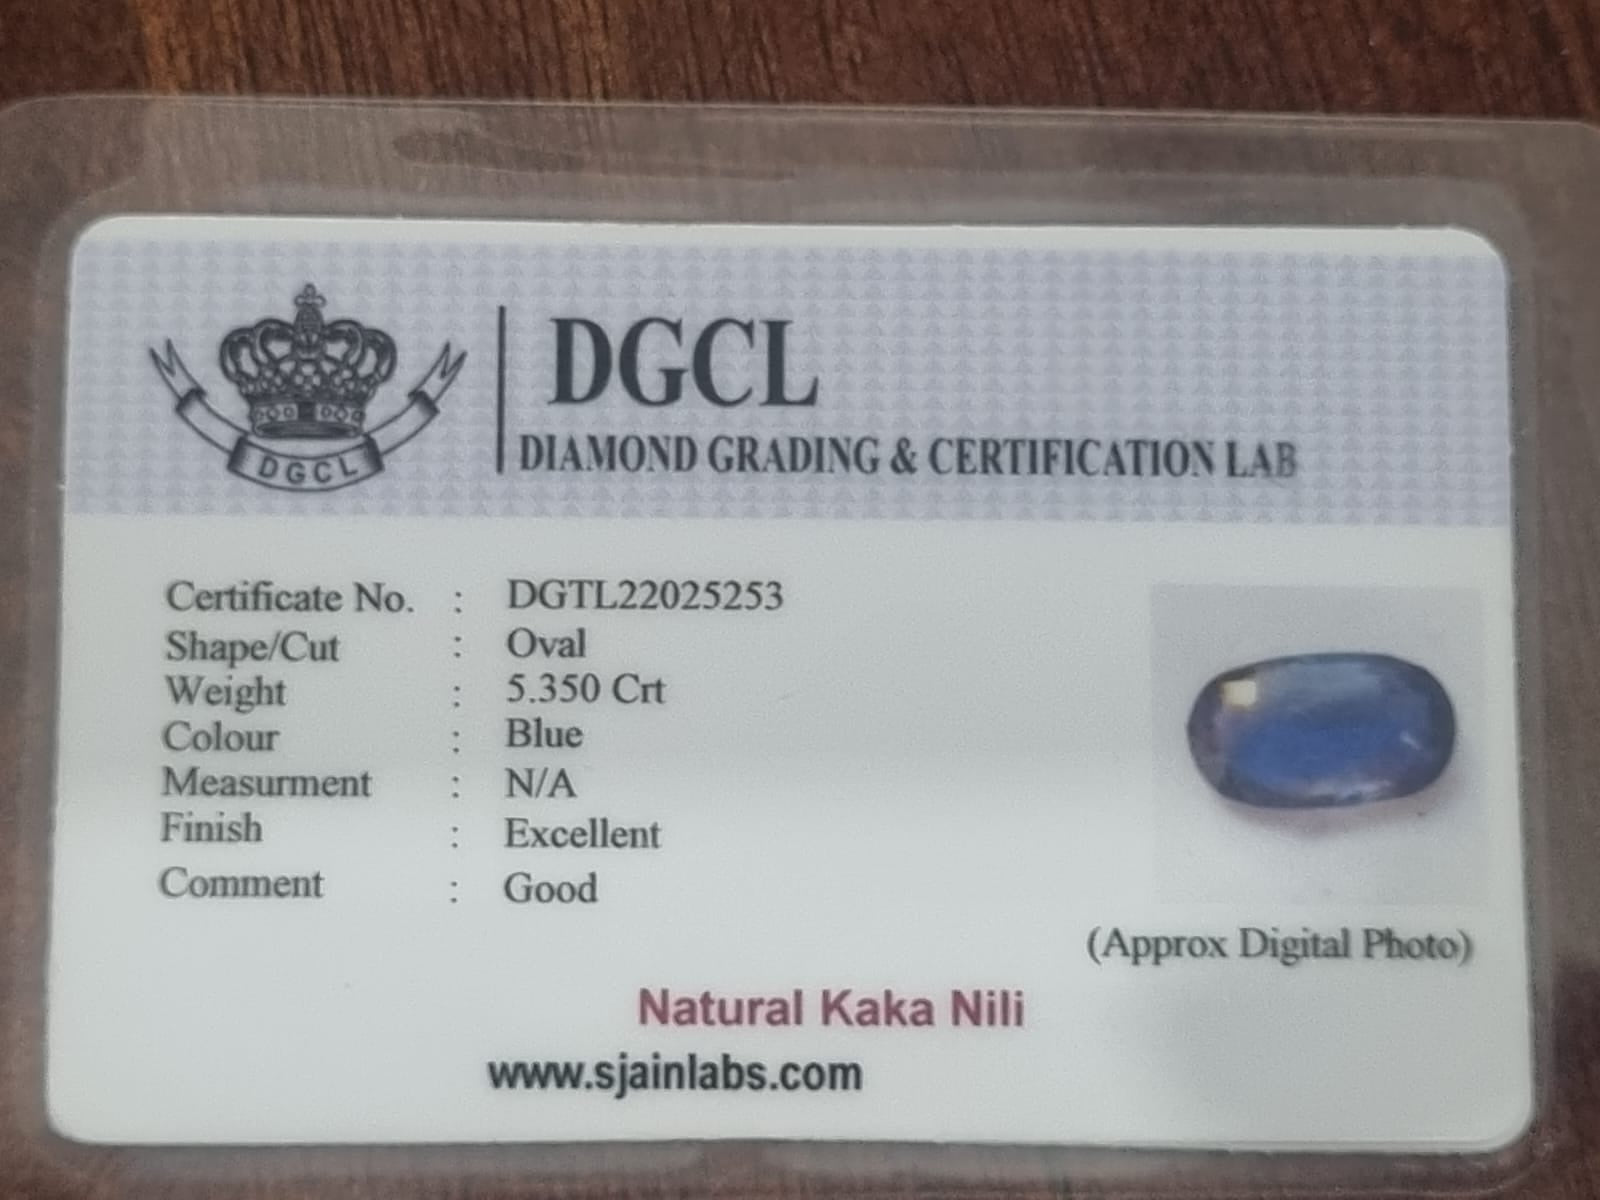 DGCL
DGCL
DIAMOND GRADING & CERTIFICATION LAB
Certificate No. : DGTL22025253
Shape/Cut : Oval
Weight : 5.350 Crt
Colour : Blue
Measurment : N/A
Finish : Excellent
Comment : Good
(Approx Digital Photo)
Natural Kaka Nili
www.sjainlabs.com